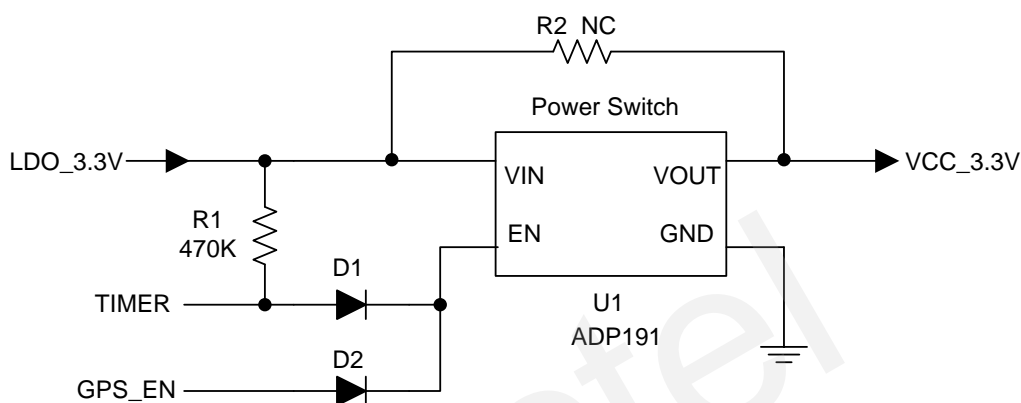 R2 NC
Power Switch
LDO_3.3V
VIN
VOUT
VCC_3.3V
R1
470K
EN
GND
D1
TIMER
U1
ADP191
D2
GPS_EN